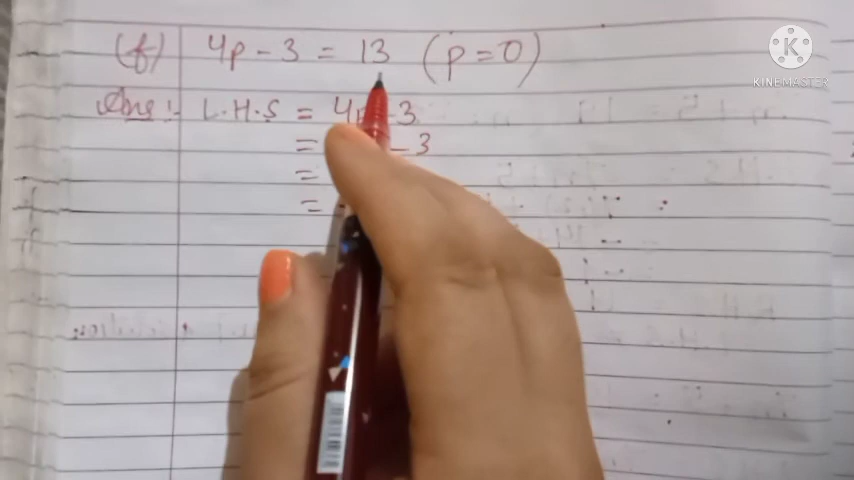 (f) 4p - 3 = 13 (p = 0)
Ans:- L.H.S = 4p - 3
= - 3
=
=
K
KINEMASTER